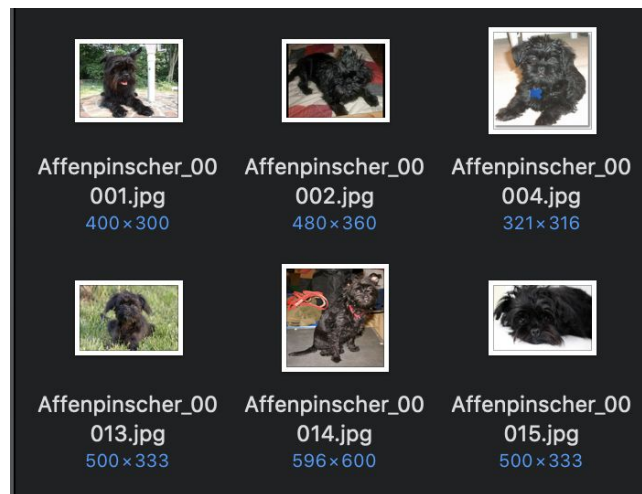 Affenpinscher_00
001.jpg
400×300
Affenpinscher_00
002.jpg
480×360
Affenpinscher_00
004.jpg
321×316
Affenpinscher_00
013.jpg
500×333
Affenpinscher_00
014.jpg
596×600
Affenpinscher_00
015.jpg
500×333